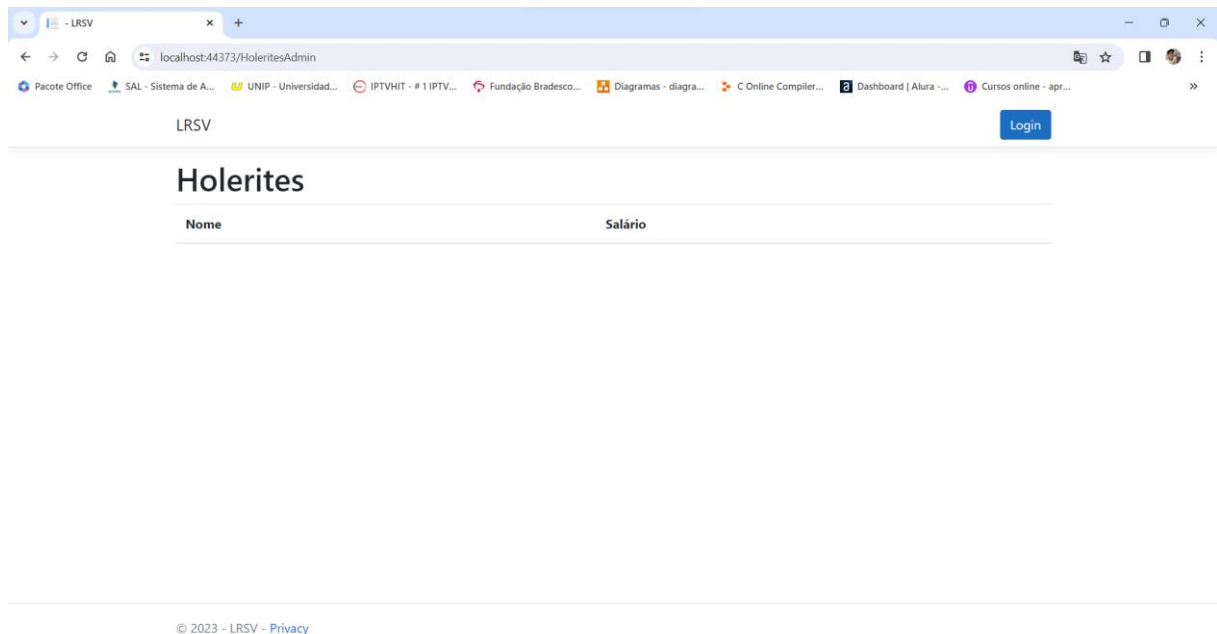 - LRSV
localhost:44373/HoleritesAdmin
Pacote Office SAL - Sistema de A... UNIP - Universidad... IPTVHIT - # 1 IPTV... Fundação Bradesco... Diagramas - diagra... C Online Compiler... Dashboard | Alura -... Cursos online - apr...
LRSV Login
Holerites
Nome Salário
© 2023 - LRSV - Privacy